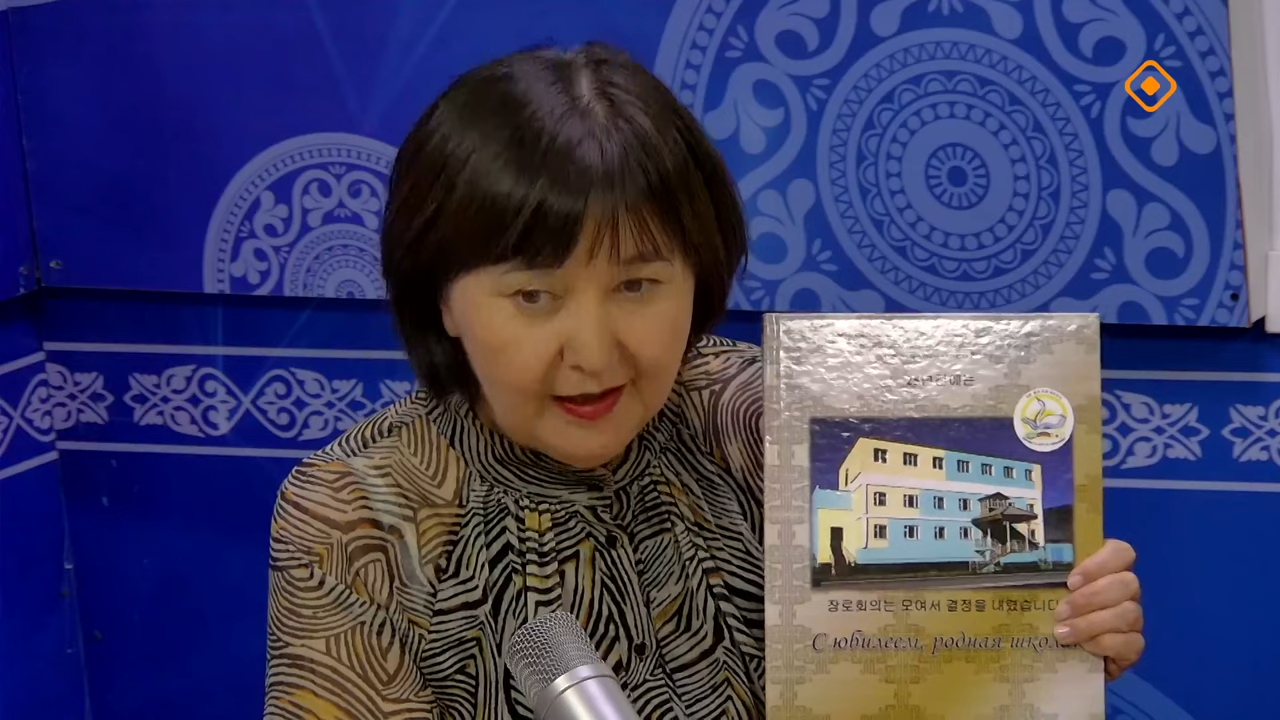 장로회의는 모여서 결정을 내렸습니다
С юбилеем, родная школа